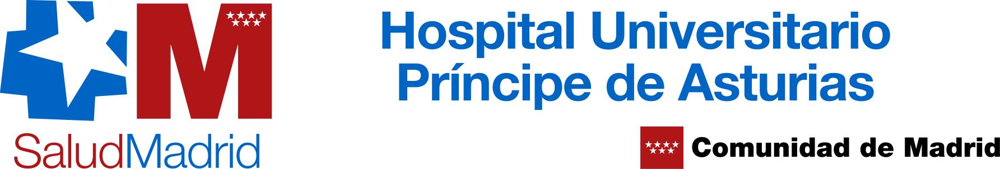 M
SaludMadrid
Hospital Universitario
Príncipe de Asturias
Comunidad de Madrid